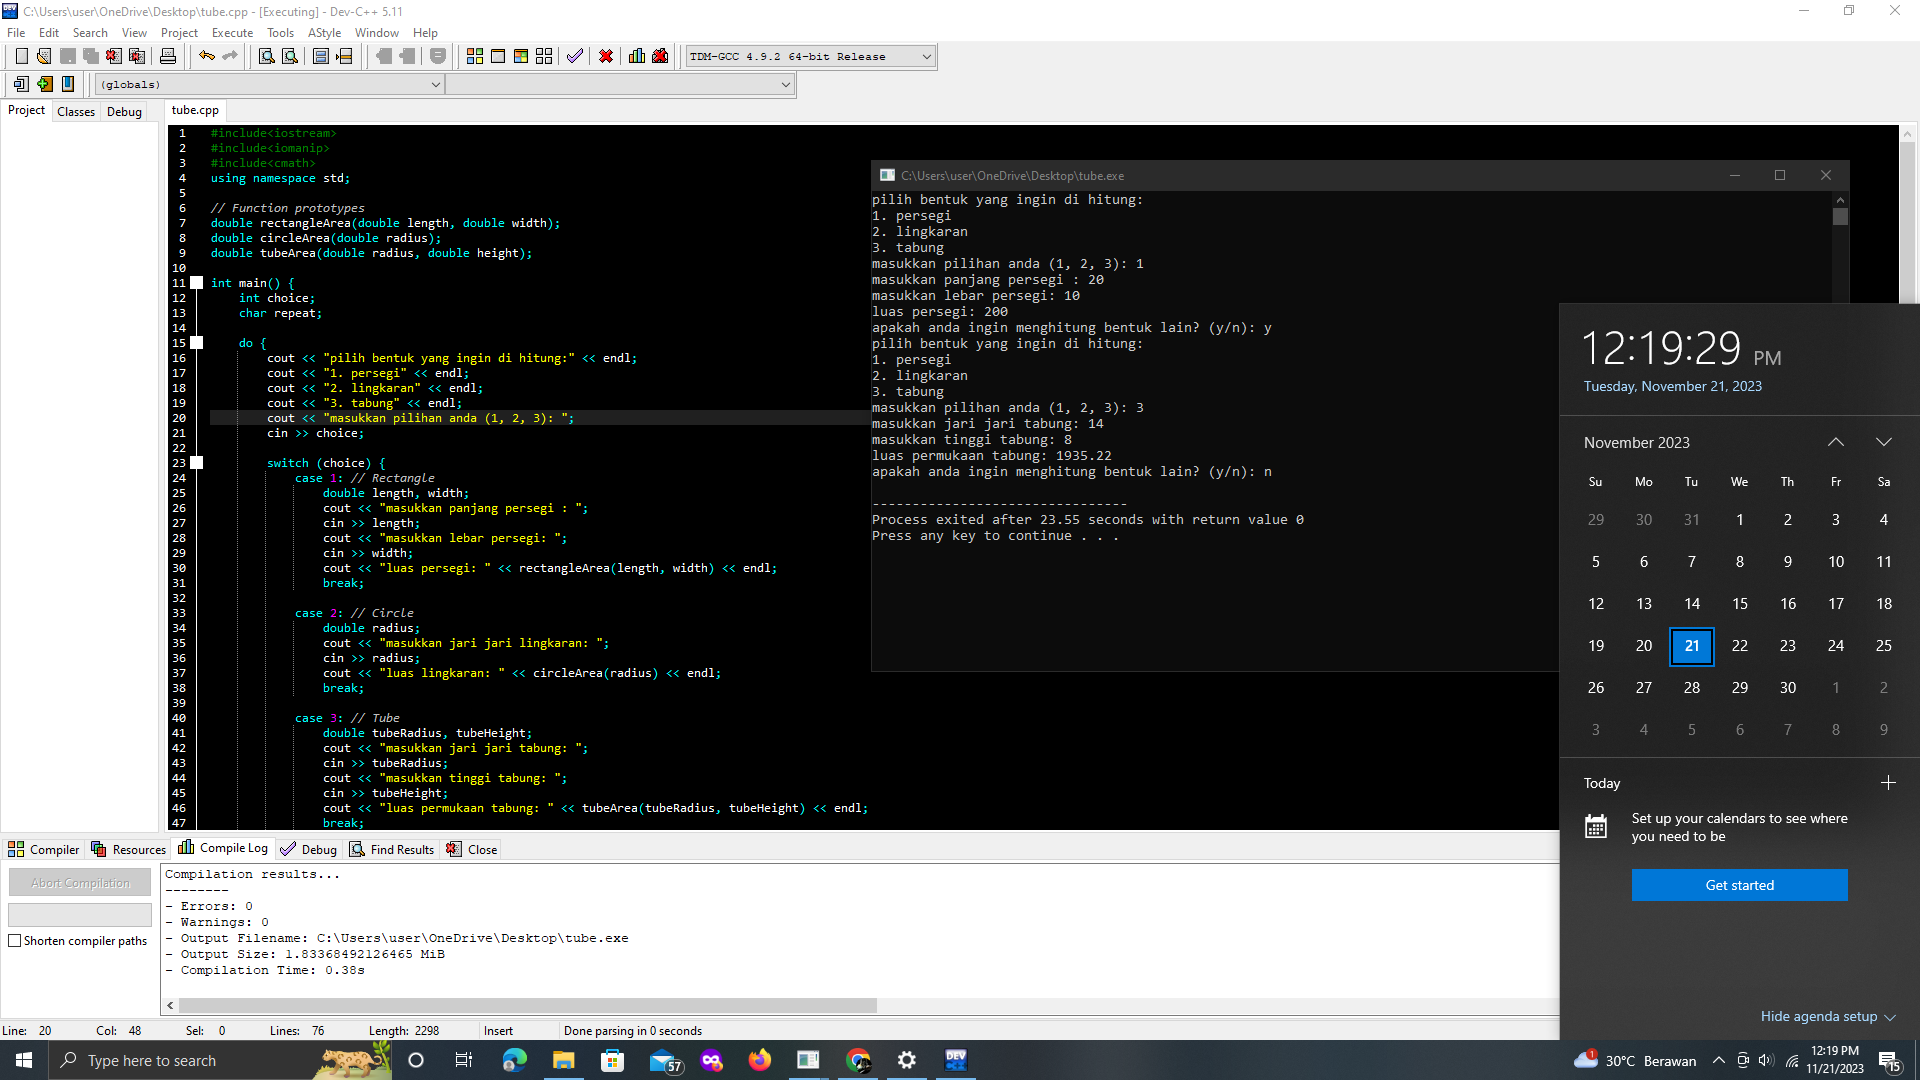 C:\Users\user\OneDrive\Desktop\tube.cpp - [Executing] - Dev-C++ 5.11
File Edit Search View Project Execute Tools AStyle Window Help
TDM-GCC 4.9.2 64-bit Release
(globals)
Project Classes Debug
tube.cpp
1 #include<iostream>
2 #include<iomanip>
3 #include<cmath>
4 using namespace std;
5
6 // Function prototypes
7 double rectangleArea(double length, double width);
8 double circleArea(double radius);
9 double tubeArea(double radius, double height);
10
11 int main() {
12 int choice;
13 char repeat;
14
15 do {
16 cout << "pilih bentuk yang ingin di hitung:" << endl;
17 cout << "1. persegi" << endl;
18 cout << "2. lingkaran" << endl;
19 cout << "3. tabung" << endl;
20 cout << "masukkan pilihan anda (1, 2, 3): ";
21 cin >> choice;
22
23 switch (choice) {
24 case 1: // Rectangle
25 double length, width;
26 cout << "masukkan panjang persegi : ";
27 cin >> length;
28 cout << "masukkan lebar persegi: ";
29 cin >> width;
30 cout << "luas persegi: " << rectangleArea(length, width) << endl;
31 break;
32
33 case 2: // Circle
34 double radius;
35 cout << "masukkan jari jari lingkaran: ";
36 cin >> radius;
37 cout << "luas lingkaran: " << circleArea(radius) << endl;
38 break;
39
40 case 3: // Tube
41 double tubeRadius, tubeHeight;
42 cout << "masukkan jari jari tabung: ";
43 cin >> tubeRadius;
44 cout << "masukkan tinggi tabung: ";
45 cin >> tubeHeight;
46 cout << "luas permukaan tabung: " << tubeArea(tubeRadius, tubeHeight) << endl;
47 break;
C:\Users\user\OneDrive\Desktop\tube.exe
pilih bentuk yang ingin di hitung:
1. persegi
2. lingkaran
3. tabung
masukkan pilihan anda (1, 2, 3): 1
masukkan panjang persegi : 20
masukkan lebar persegi: 10
luas persegi: 200
apakah anda ingin menghitung bentuk lain? (y/n): y
pilih bentuk yang ingin di hitung:
1. persegi
2. lingkaran
3. tabung
masukkan pilihan anda (1, 2, 3): 3
masukkan jari jari tabung: 14
masukkan tinggi tabung: 8
luas permukaan tabung: 1935.22
apakah anda ingin menghitung bentuk lain? (y/n): n
--------------------------------
Process exited after 23.55 seconds with return value 0
Press any key to continue . . .
12:19:29 PM
Tuesday, November 21, 2023
November 2023
Su Mo Tu We Th Fr Sa
29 30 31 1 2 3 4
5 6 7 8 9 10 11
12 13 14 15 16 17 18
19 20 21 22 23 24 25
26 27 28 29 30 1 2
3 4 5 6 7 8 9
Today
Set up your calendars to see where
you need to be
Get started
Hide agenda setup
Compiler Resources Compile Log Debug Find Results Close
Abort Compilation
Shorten compiler paths
Compilation results...
--------
- Errors: 0
- Warnings: 0
- Output Filename: C:\Users\user\OneDrive\Desktop\tube.exe
- Output Size: 1.83368492126465 MiB
- Compilation Time: 0.38s
Line: 20 Col: 48 Sel: 0 Lines: 76 Length: 2298 Insert Done parsing in 0 seconds
Type here to search
57
DEV
1
30°C Berawan
12:19 PM
11/21/2023
15